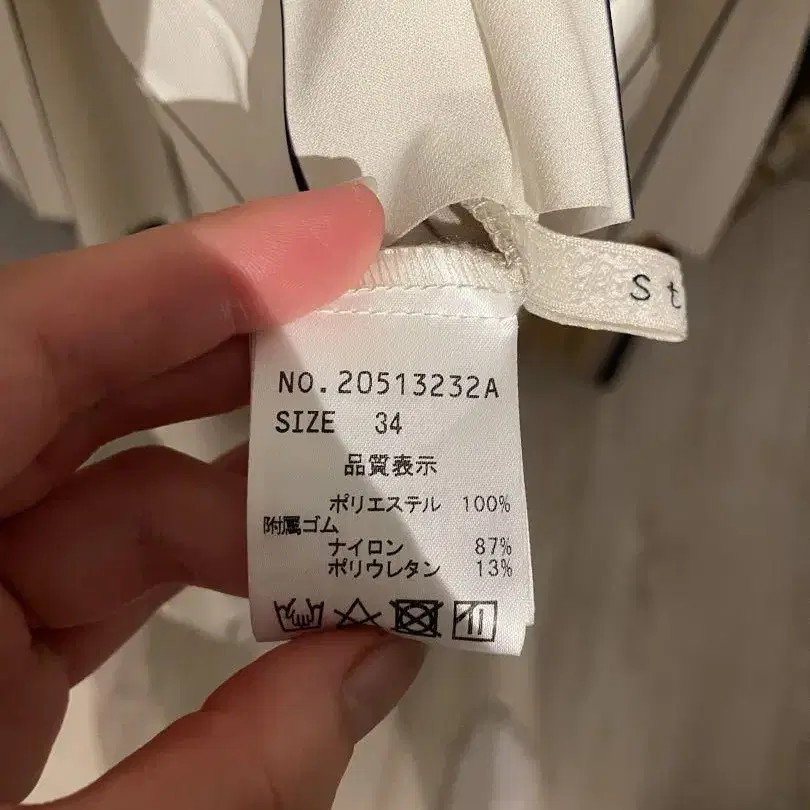 St
NO.20513232A
SIZE 34
品質表示
ポリエステル 100%
附属ゴム
ナイロン 87%
ポリウレタン 13%